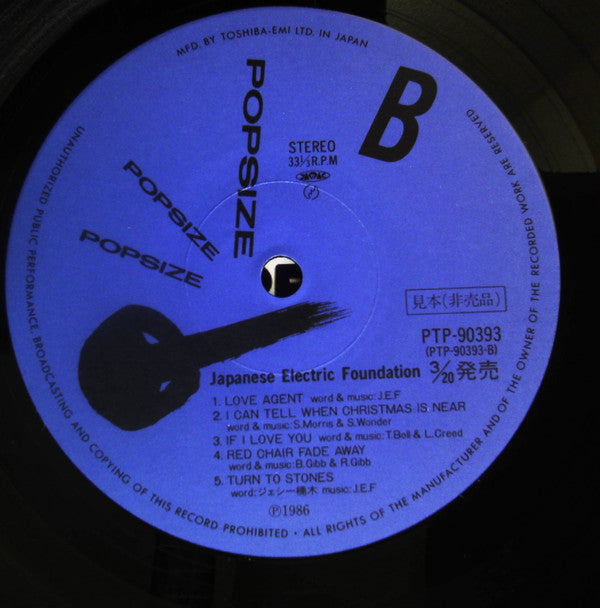 MFD. BY TOSHIBA-EMI LTD. IN JAPAN
B
POPSIZE
POPSIZE
POPSIZE
STEREO
33⅓R.P.M
見本(非売品)
PTP-90393
(PTP-90393-B)
Japanese Electric Foundation 3/20発売
1. LOVE AGENT word & music: J.E.F
2. I CAN TELL WHEN CHRISTMAS IS NEAR
word & music: S.Morris & S.Wonder
3. IF I LOVE YOU word & music: T.Bell & L.Creed
4. RED CHAIR FADE AWAY
word & music: B.Gibb & R.Gibb
5. TURN TO STONES
word: ジェシー橋木 music: J.E.F
Ⓟ1986
UNAUTHORIZED PUBLIC PERFORMANCE, BROADCASTING AND COPYING OF THIS RECORD PROHIBITED · ALL RIGHTS OF THE MANUFACTURER AND OF THE OWNER OF THE RECORDED WORK ARE RESERVED